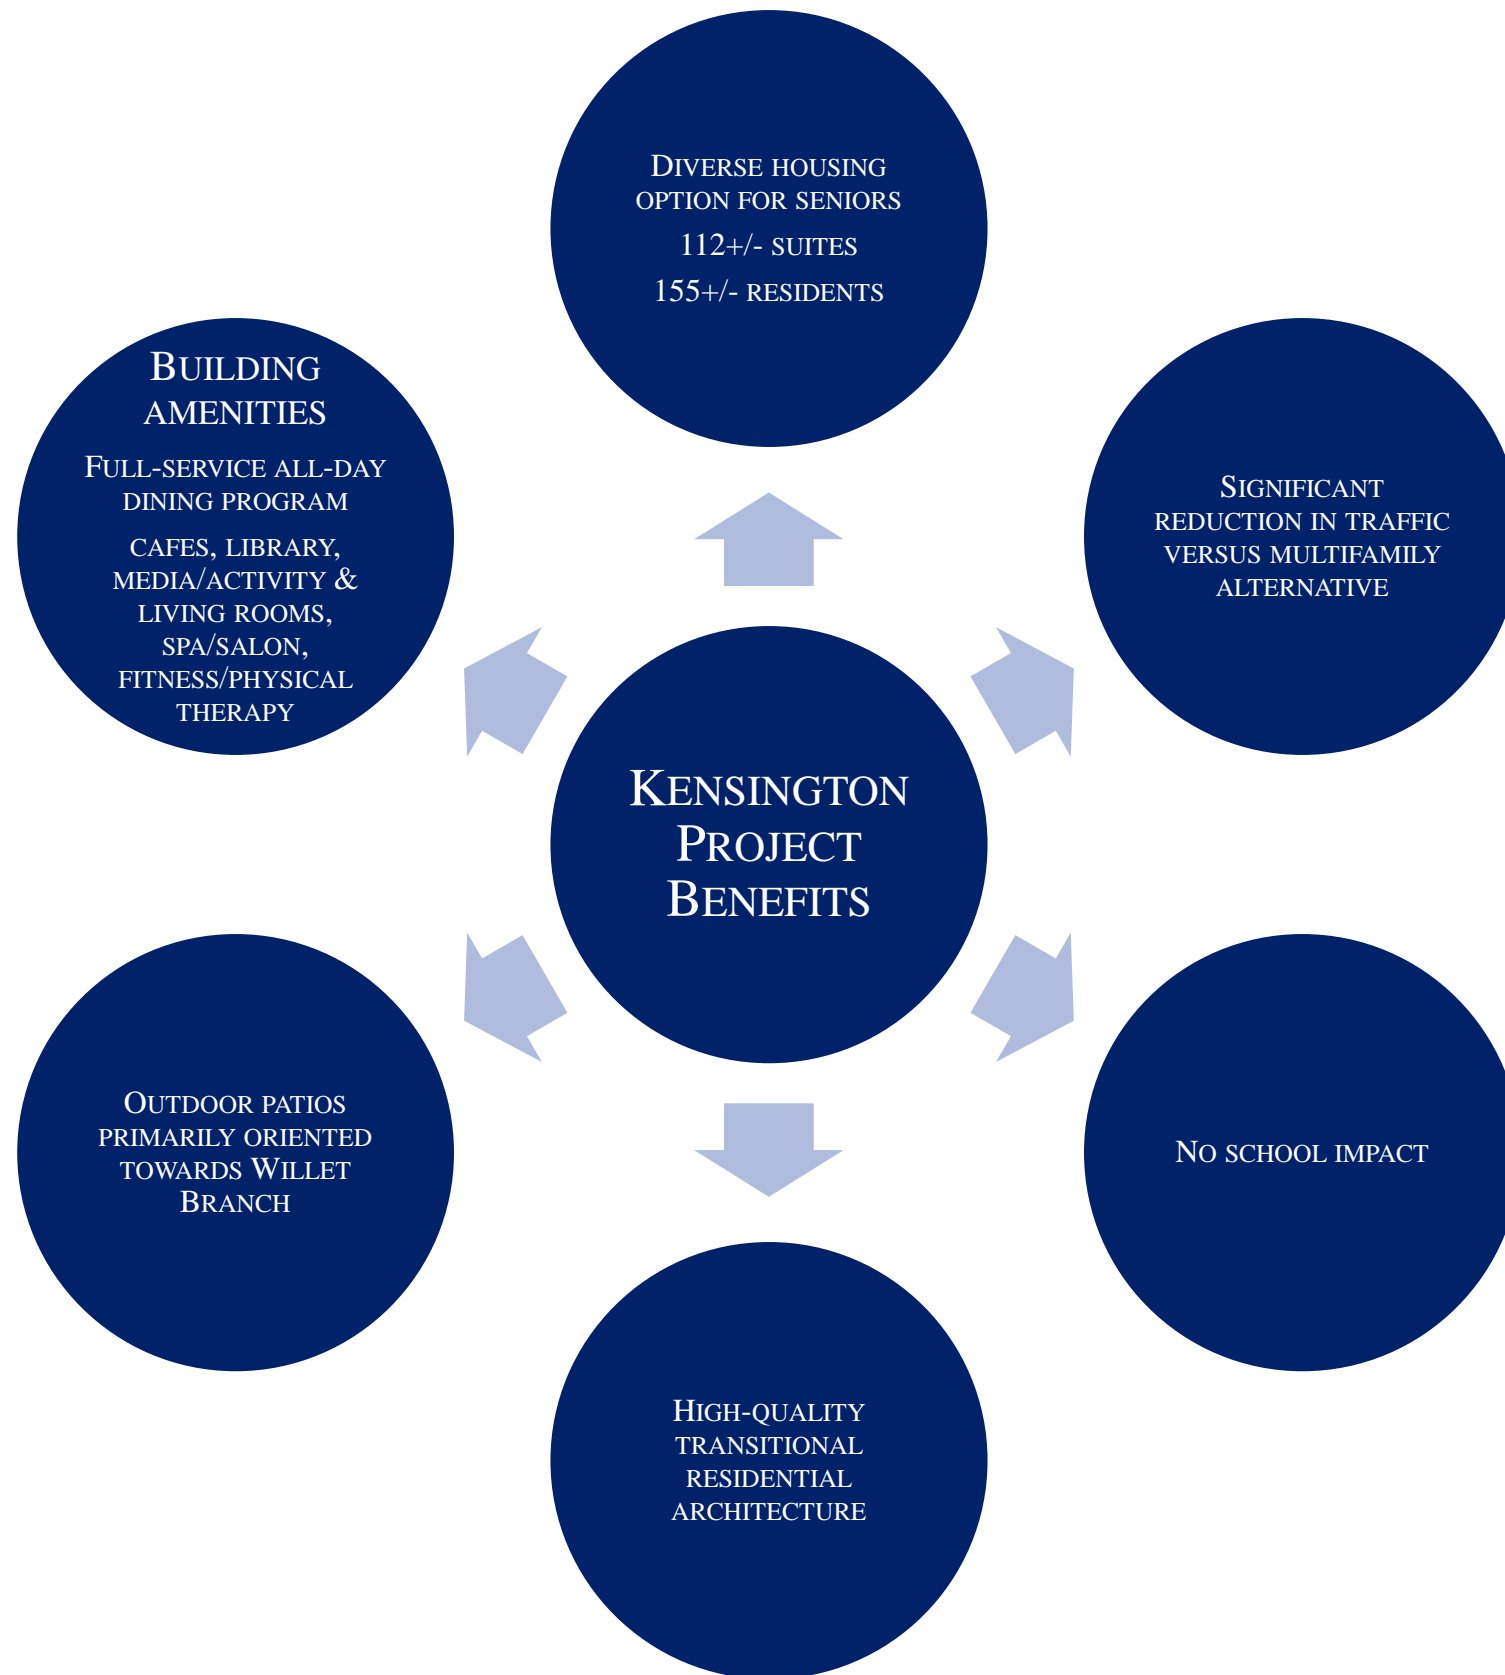 Diverse housing
option for seniors
112+/- suites
155+/- residents
Significant
reduction in traffic
versus multifamily
alternative
No school impact
High-quality
transitional
residential
architecture
Outdoor patios
primarily oriented
towards Willet
Branch
Building
amenities
Full-service all-day
dining program
cafes, library,
media/activity &
living rooms,
spa/salon,
fitness/physical
therapy
Kensington
Project
Benefits